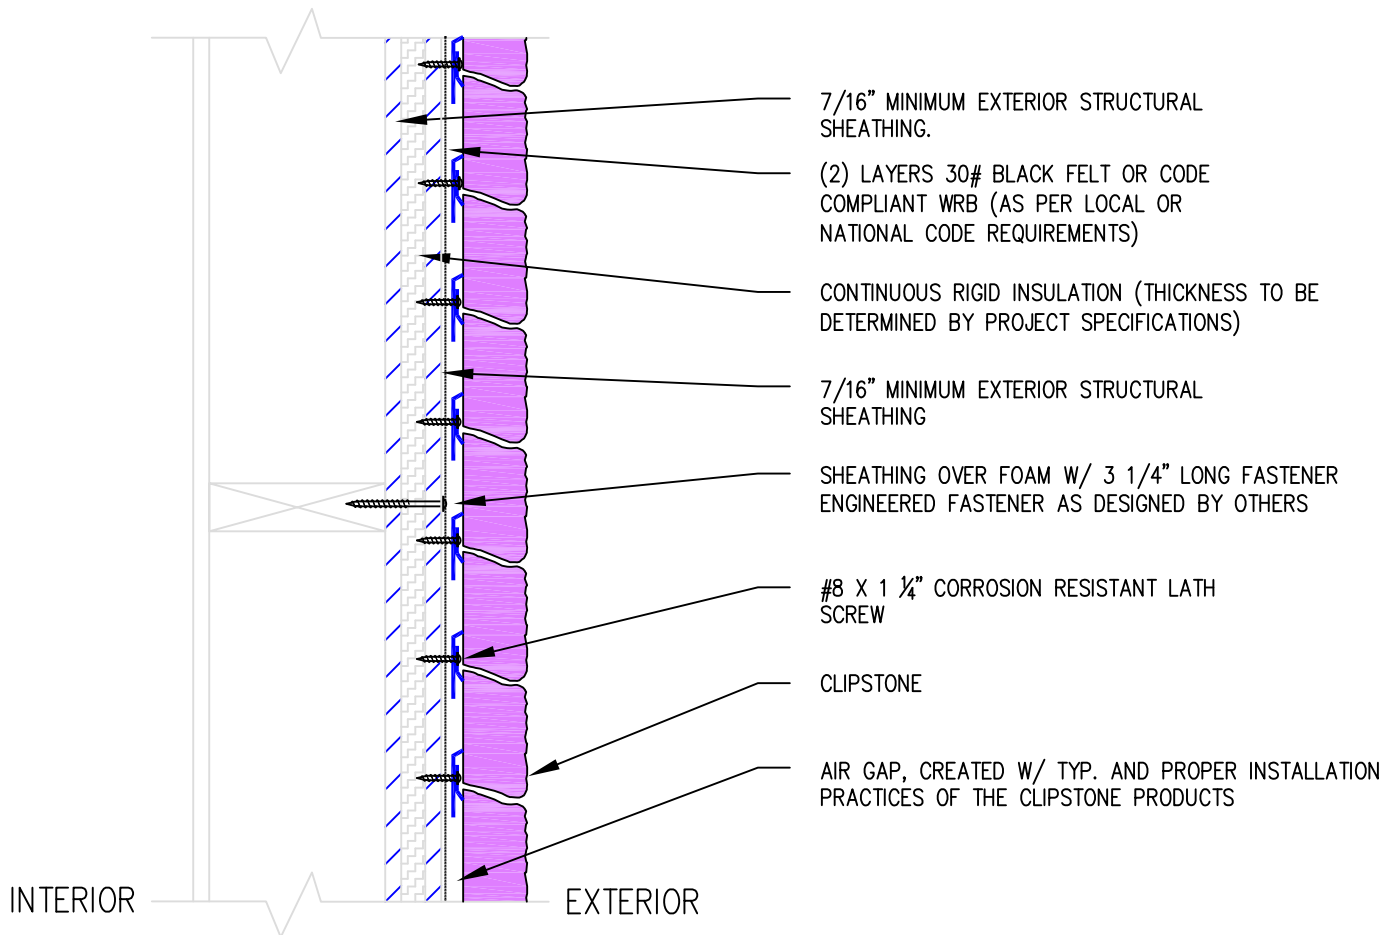 7/16" MINIMUM EXTERIOR STRUCTURAL
SHEATHING.
(2) LAYERS 30# BLACK FELT OR CODE
COMPLIANT WRB (AS PER LOCAL OR
NATIONAL CODE REQUIREMENTS)
CONTINUOUS RIGID INSULATION (THICKNESS TO BE
DETERMINED BY PROJECT SPECIFICATIONS)
7/16" MINIMUM EXTERIOR STRUCTURAL
SHEATHING
SHEATHING OVER FOAM W/ 3 1/4" LONG FASTENER
ENGINEERED FASTENER AS DESIGNED BY OTHERS
#8 X 1 ¼" CORROSION RESISTANT LATH
SCREW
CLIPSTONE
AIR GAP, CREATED W/ TYP. AND PROPER INSTALLATION
PRACTICES OF THE CLIPSTONE PRODUCTS
INTERIOR
EXTERIOR